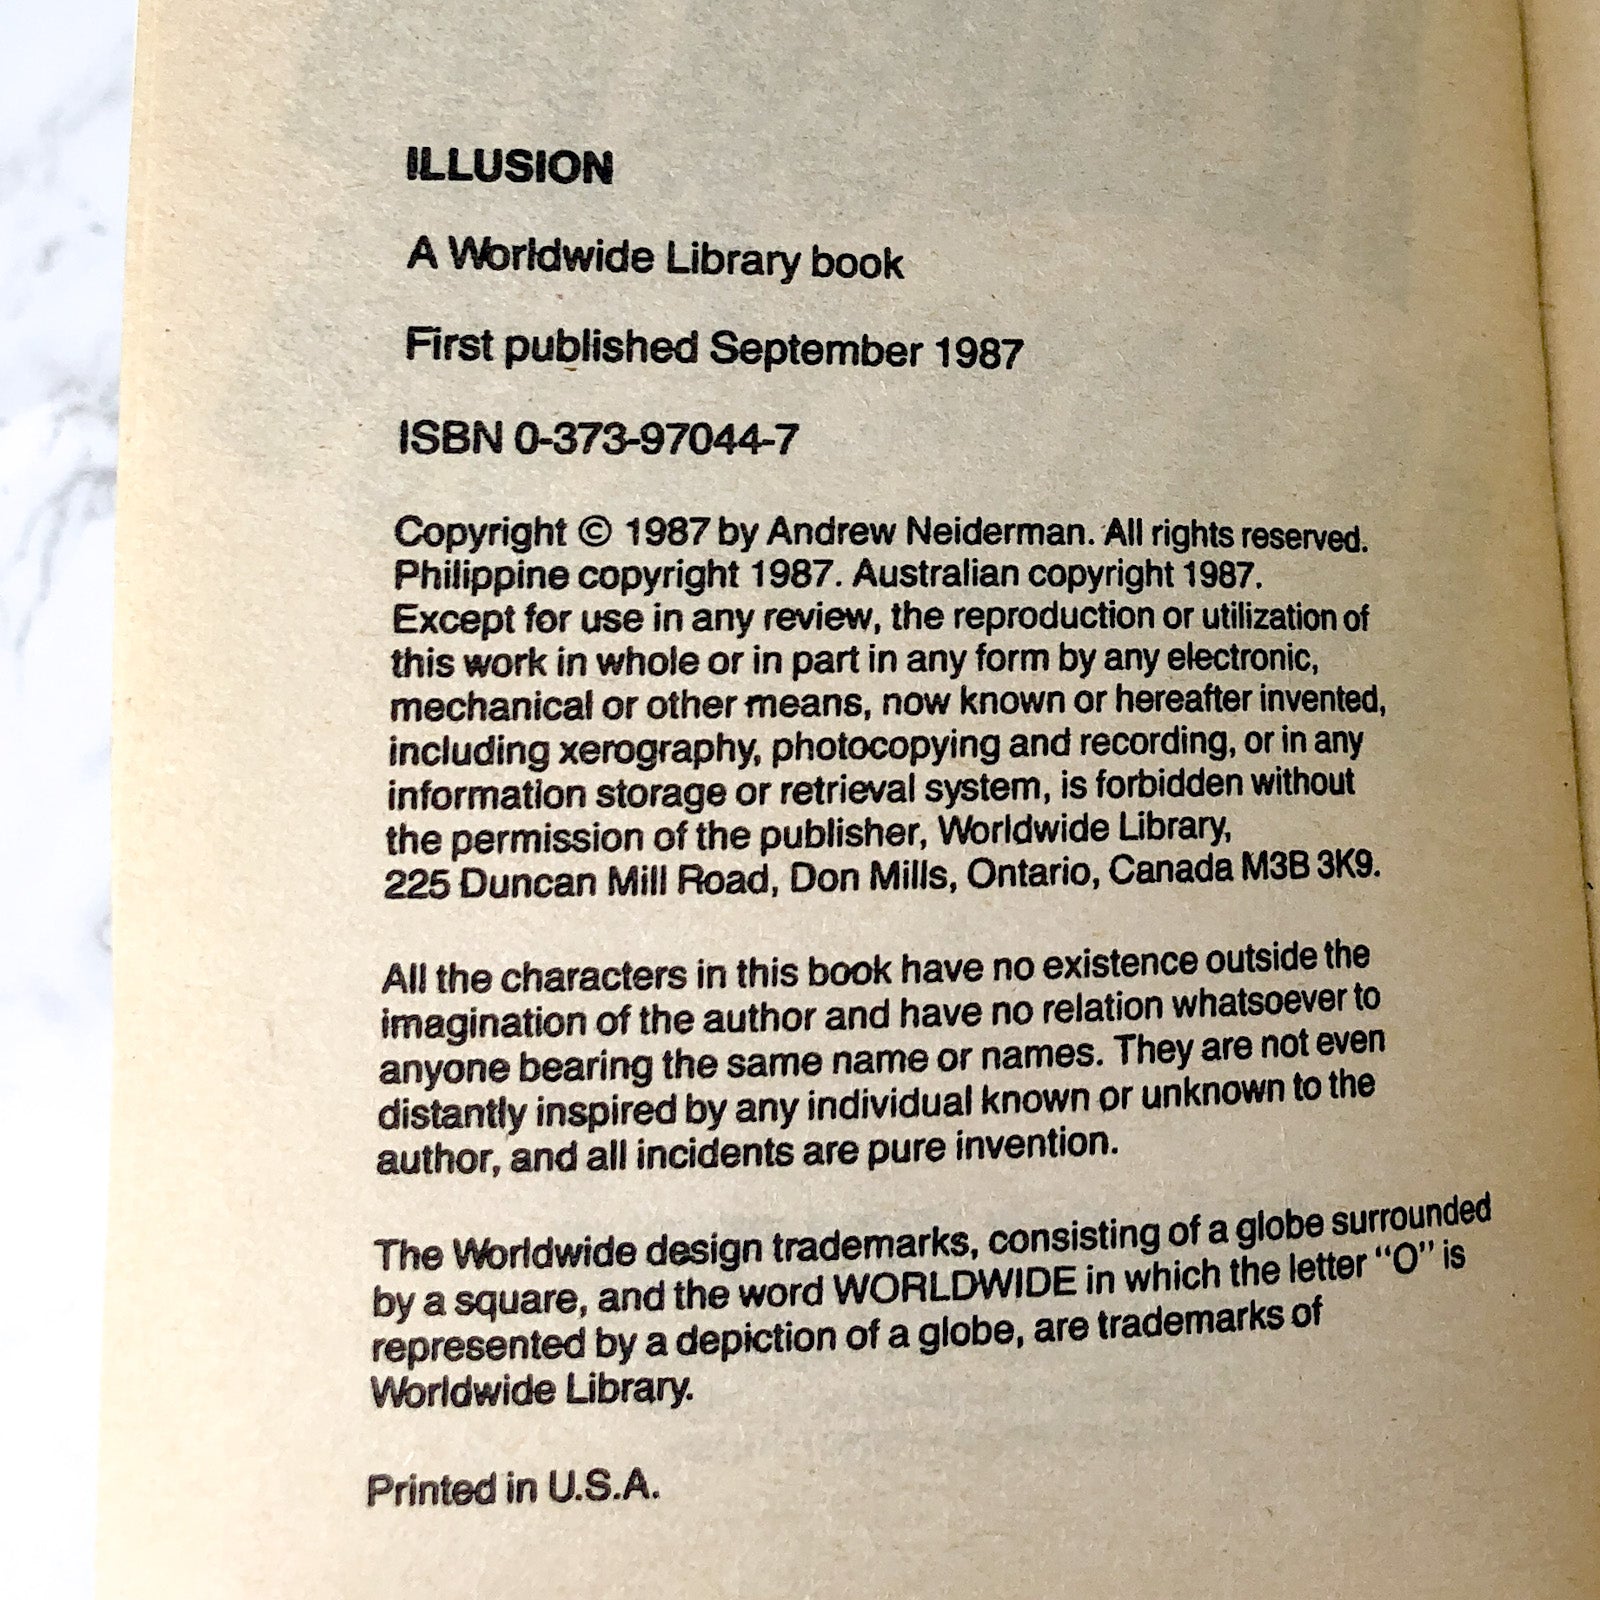 ILLUSION
A Worldwide Library book
First published September 1987
ISBN 0-373-97044-7
Copyright © 1987 by Andrew Neiderman. All rights reserved.
Philippine copyright 1987. Australian copyright 1987.
Except for use in any review, the reproduction or utilization of
this work in whole or in part in any form by any electronic,
mechanical or other means, now known or hereafter invented,
including xerography, photocopying and recording, or in any
information storage or retrieval system, is forbidden without
the permission of the publisher, Worldwide Library,
225 Duncan Mill Road, Don Mills, Ontario, Canada M3B 3K9.
All the characters in this book have no existence outside the
imagination of the author and have no relation whatsoever to
anyone bearing the same name or names. They are not even
distantly inspired by any individual known or unknown to the
author, and all incidents are pure invention.
The Worldwide design trademarks, consisting of a globe surrounded
by a square, and the word WORLDWIDE in which the letter "O" is
represented by a depiction of a globe, are trademarks of
Worldwide Library.
Printed in U.S.A.